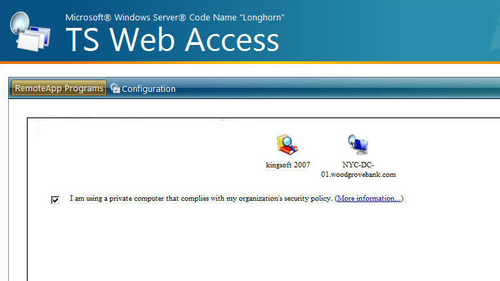 Microsoft® Windows Server® Code Name "Longhorn"
TS Web Access
RemoteApp Programs
Configuration
kingsoft 2007
NYC-DC-
01.woodgrovebank.com
I am using a private computer that complies with my organization's security policy. (More information...)